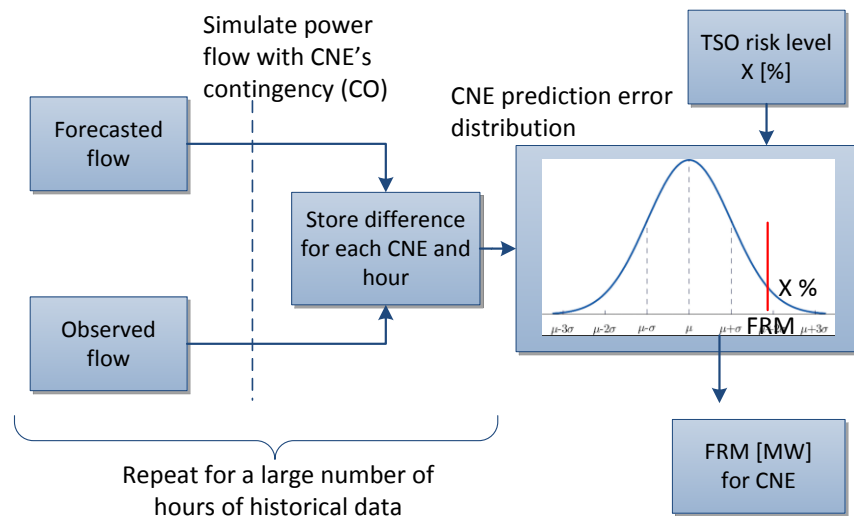 Simulate power
flow with CNE's
contingency (CO)
TSO risk level
X [%]
CNE prediction error
distribution
Forecasted
flow
Store difference
for each CNE and
hour
Observed
flow
X %
FRM
μ-3σ μ-2σ μ-σ μ μ+σ μ+3σ
Repeat for a large number of
hours of historical data
FRM [MW]
for CNE